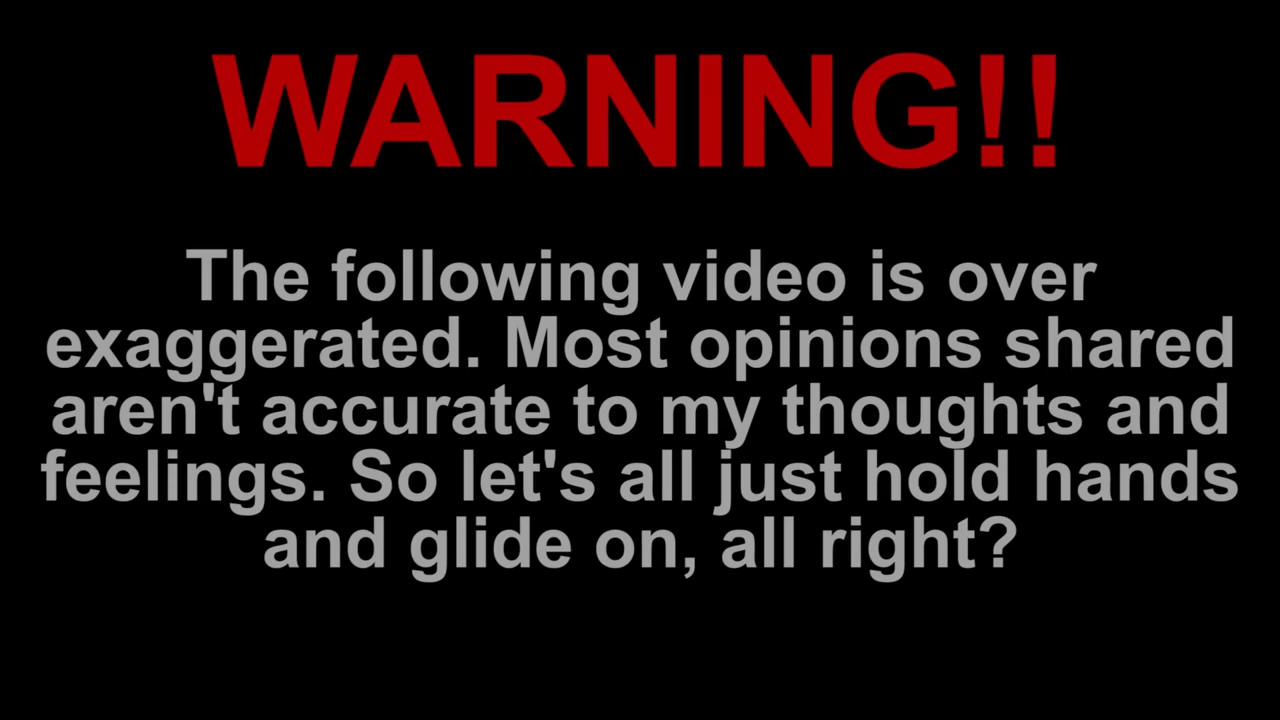 WARNING!!
The following video is over
exaggerated. Most opinions shared
aren't accurate to my thoughts and
feelings. So let's all just hold hands
and glide on, all right?